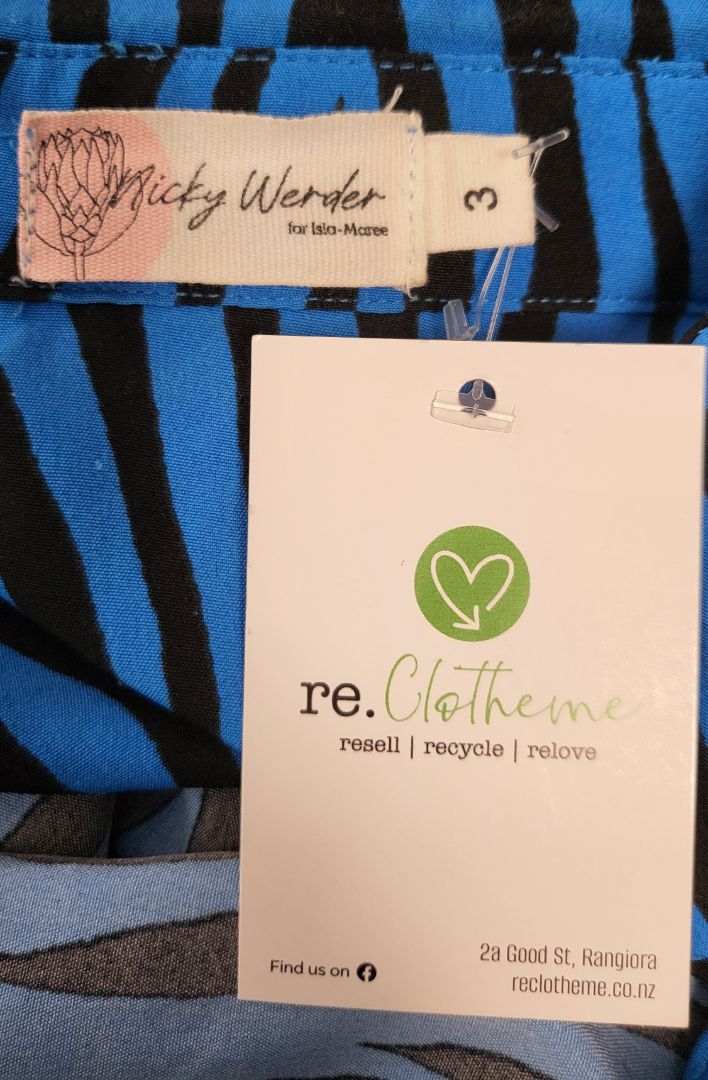 Nicky Werder
for Isla-Maree
3
re.Clotheme
resell | recycle | relove
Find us on
2a Good St, Rangiora
reclotheme.co.nz